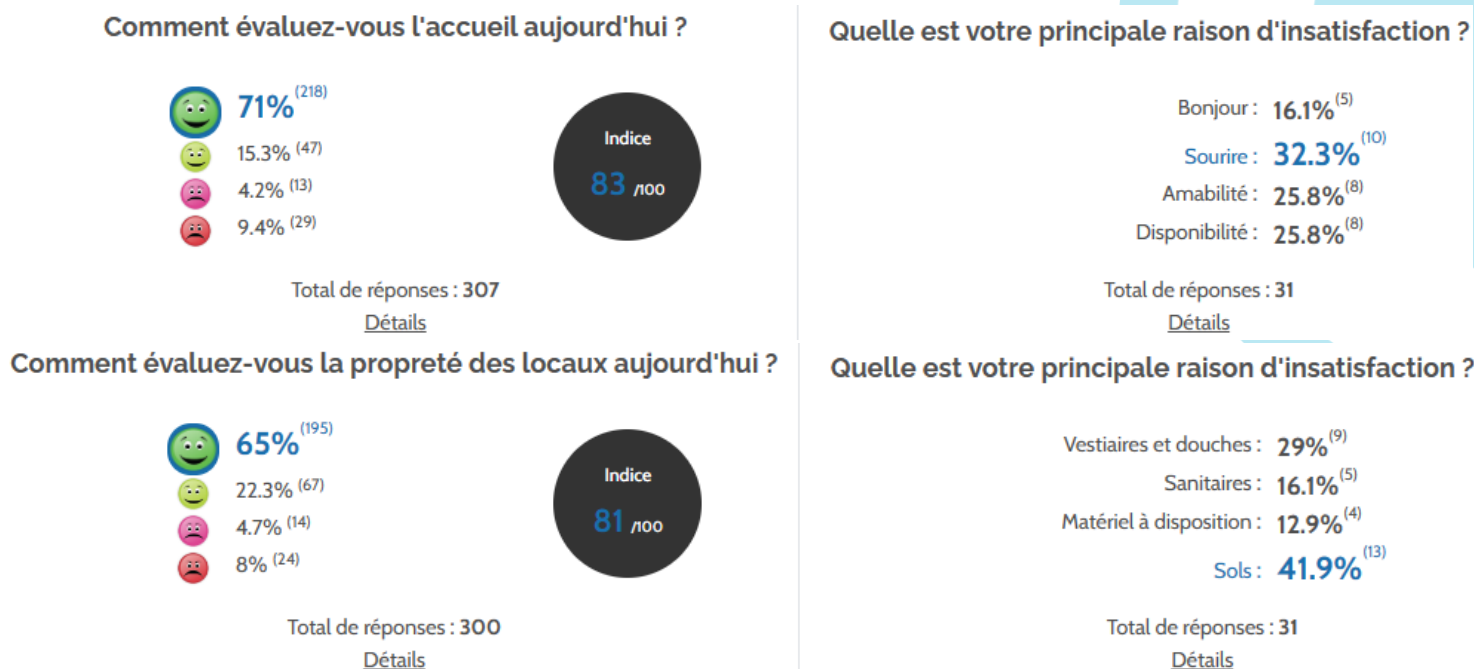 Comment évaluez-vous l'accueil aujourd'hui ?
71% (218)
15.3% (47)
4.2% (13)
9.4% (29)
Indice
83 /100
Total de réponses : 307
Détails
Quelle est votre principale raison d'insatisfaction ?
Bonjour : 16.1% (5)
Sourire : 32.3% (10)
Amabilité : 25.8% (8)
Disponibilité : 25.8% (8)
Total de réponses : 31
Détails
Comment évaluez-vous la propreté des locaux aujourd'hui ?
65% (195)
22.3% (67)
4.7% (14)
8% (24)
Indice
81 /100
Total de réponses : 300
Détails
Quelle est votre principale raison d'insatisfaction ?
Vestiaires et douches : 29% (9)
Sanitaires : 16.1% (5)
Matériel à disposition : 12.9% (4)
Sols : 41.9% (13)
Total de réponses : 31
Détails